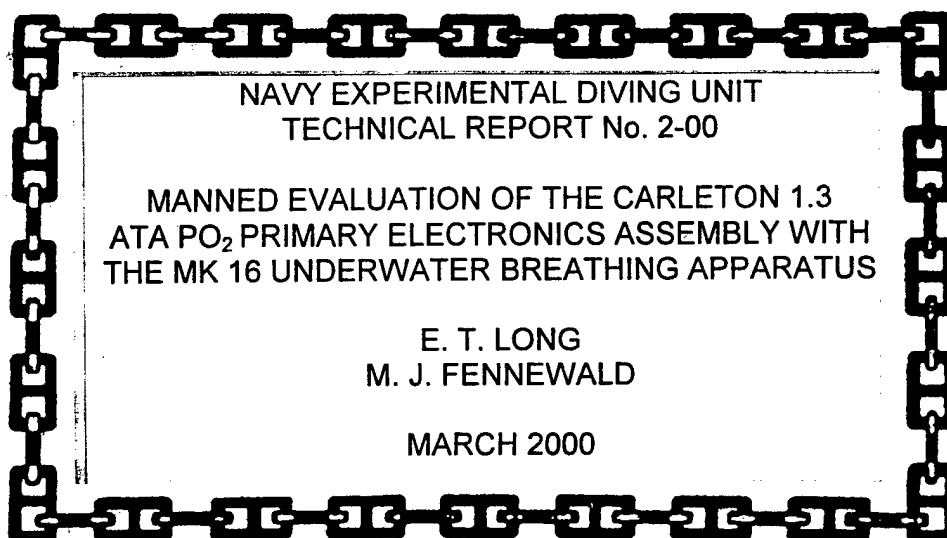 NAVY EXPERIMENTAL DIVING UNIT
TECHNICAL REPORT No. 2-00
MANNED EVALUATION OF THE CARLETON 1.3
ATA PO₂ PRIMARY ELECTRONICS ASSEMBLY WITH
THE MK 16 UNDERWATER BREATHING APPARATUS
E. T. LONG
M. J. FENNEWALD
MARCH 2000